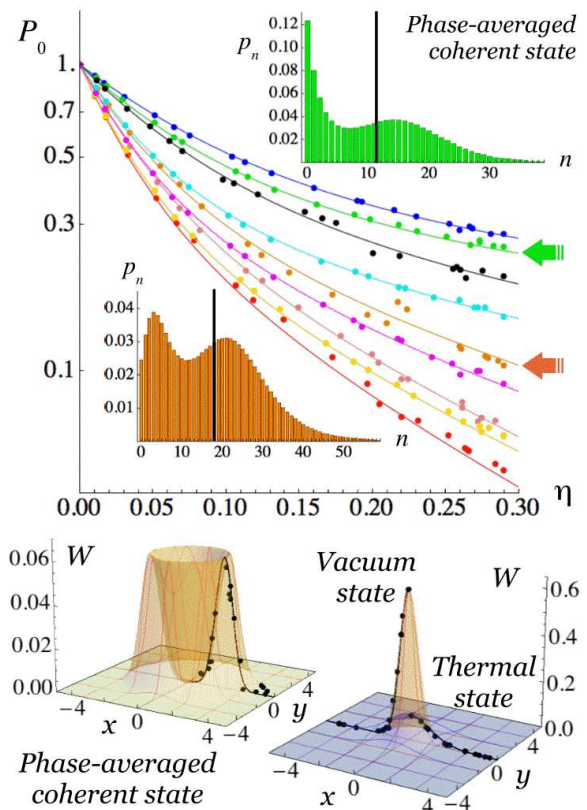 P0
1.
0.7
0.5
0.3
0.1
0.00 0.05 0.10 0.15 0.20 0.25 0.30 η
pn
0.12
0.10
0.08
0.06
0.04
0.02
0 10 20 30 n
Phase-averaged
coherent state
pn
0.04
0.03
0.02
0.01
0 10 20 30 40 50 n
W
0.06
0.04
0.02
0.00
−4 0 4
x
−4 0 4
y
Phase-averaged
coherent state
Vacuum
state
Thermal
state
W
0.6
0.4
0.2
0.0
−4 0 4
x
−4 0 4
y